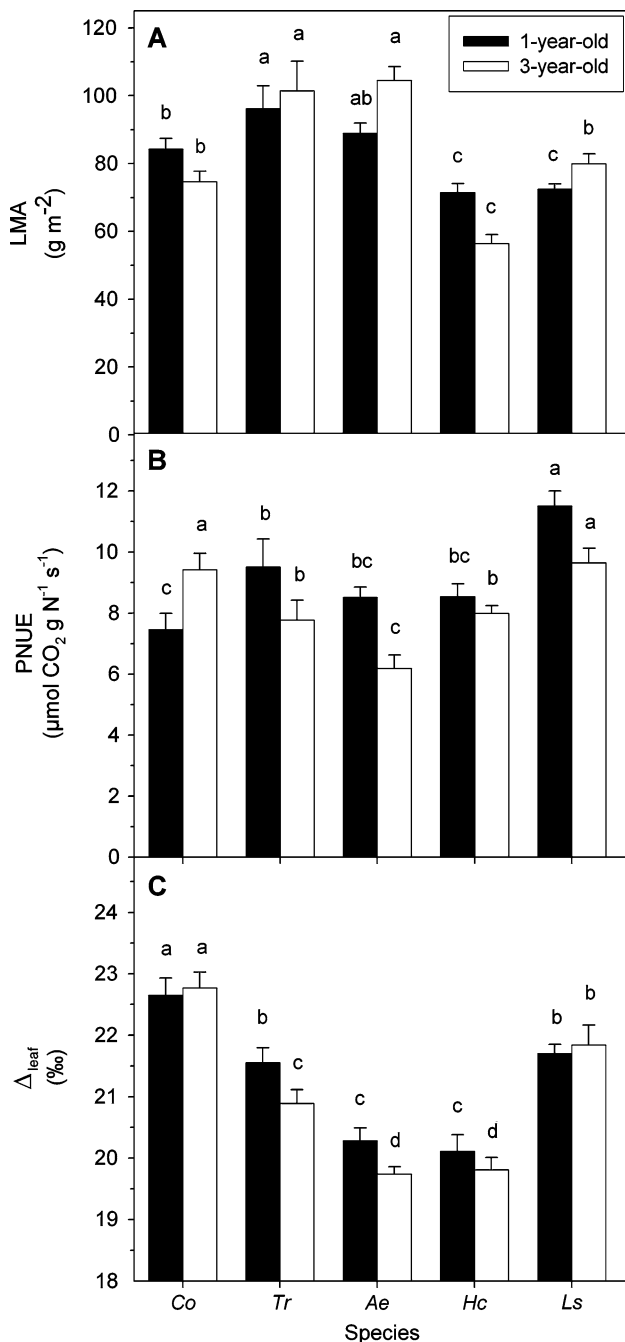 A
1-year-old
3-year-old
120
100
80
60
40
20
0
LMA
(g m⁻²)
b b a a ab a c c c b
B
12
10
8
6
4
2
0
PNUE
(µmol CO₂ g N⁻¹ s⁻¹)
c a b b bc c bc b a a
C
24
23
22
21
20
19
18
Δleaf
(‰)
a a b c c d c d b b
Co Tr Ae Hc Ls
Species